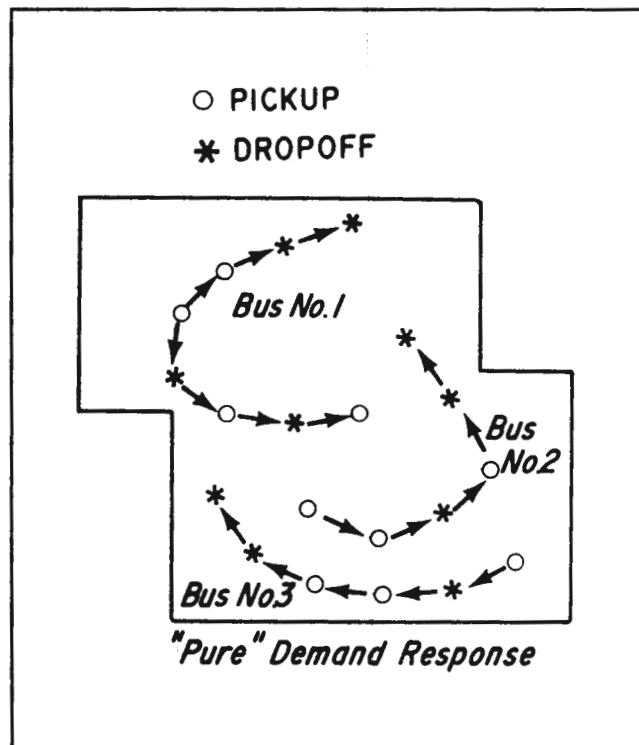 PICKUP
DROPOFF
Bus No.1
Bus
No.2
Bus No.3
"Pure" Demand Response